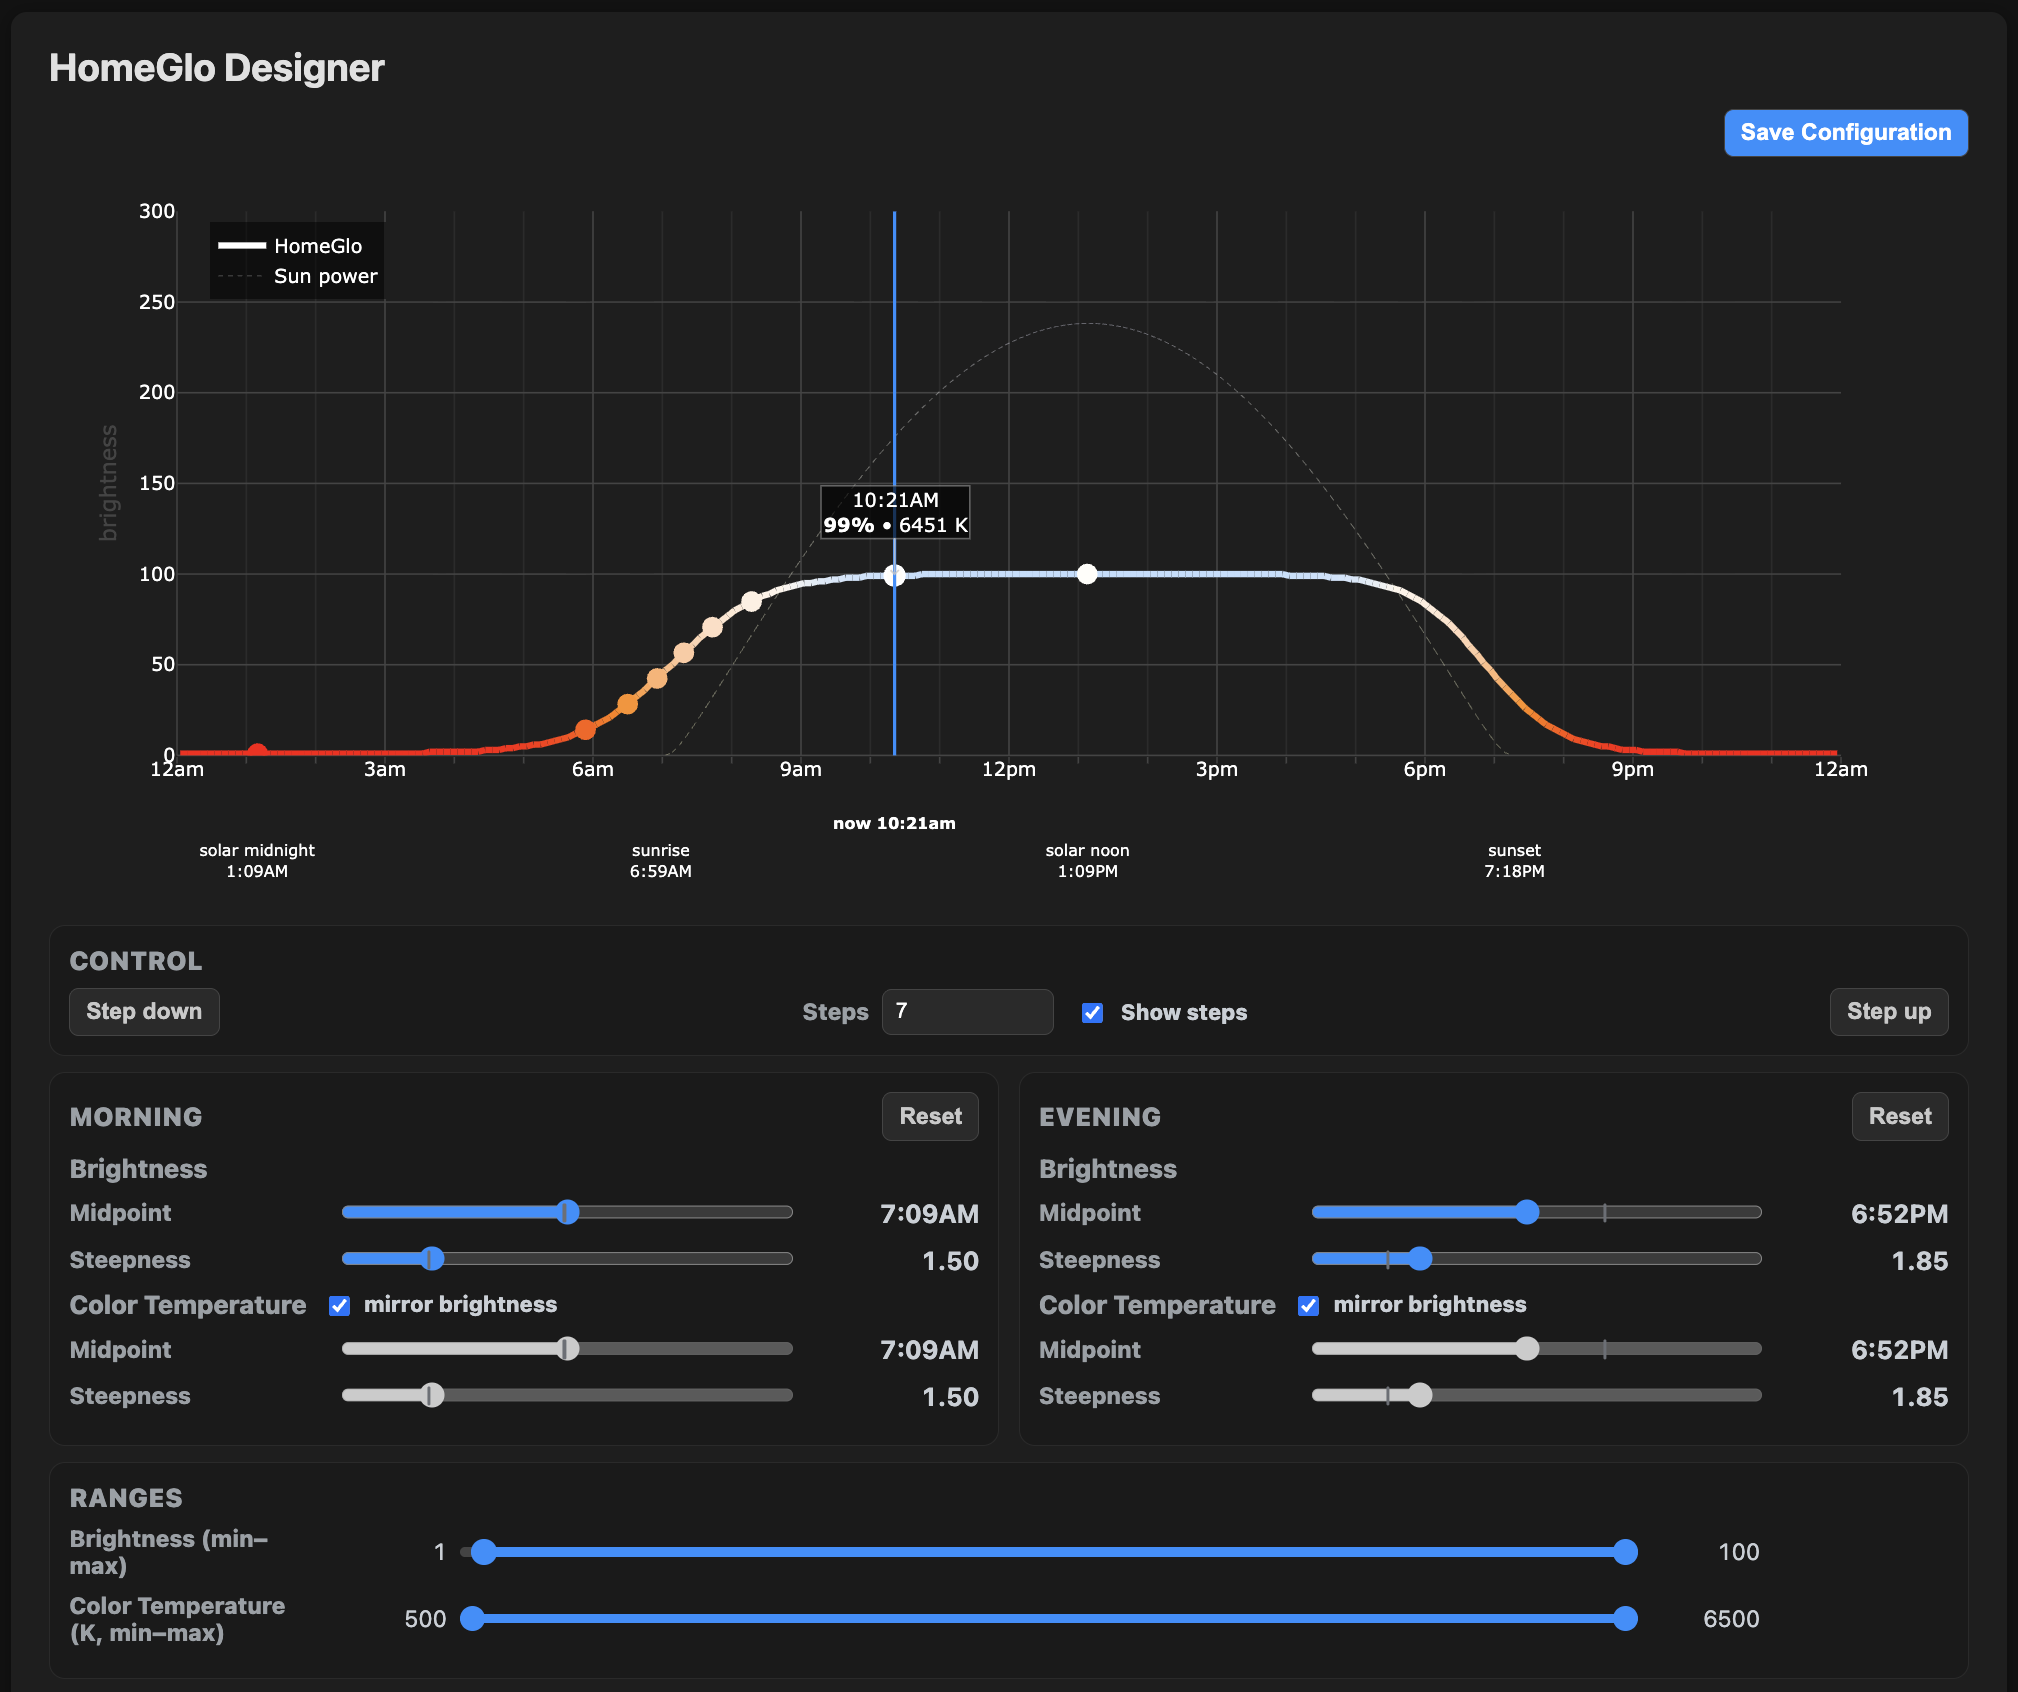 HomeGlo Designer
Save Configuration
300
HomeGlo
Sun power
250
200
brightness
150
10:21AM
99% • 6451 K
100
50
0
12am 3am 6am 9am 12pm 3pm 6pm 9pm 12am
now 10:21am
solar midnight sunrise solar noon sunset
1:09AM 6:59AM 1:09PM 7:18PM
CONTROL
Step down Steps 7 Show steps Step up
MORNING Reset
Brightness
Midpoint 7:09AM
Steepness 1.50
Color Temperature mirror brightness
Midpoint 7:09AM
Steepness 1.50
EVENING Reset
Brightness
Midpoint 6:52PM
Steepness 1.85
Color Temperature mirror brightness
Midpoint 6:52PM
Steepness 1.85
RANGES
Brightness (min–
max) 1 100
Color Temperature
(K, min–max) 500 6500